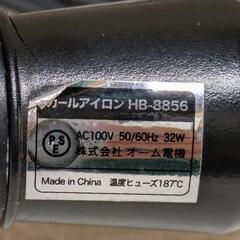 カールアイロン HB-8856
PSE
AC100V 50/60Hz 32W
株式会社 オーム電機
Made in China 温度ヒューズ187℃